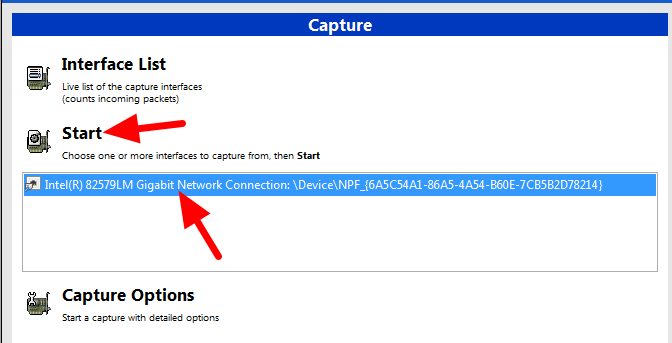 Capture
Interface List
Live list of the capture interfaces
(counts incoming packets)
Start
Choose one or more interfaces to capture from, then Start
Intel(R) 82579LM Gigabit Network Connection: \Device\NPF_{6A5C54A1-86A5-4A54-B60E-7CB5B2D78214}
Capture Options
Start a capture with detailed options